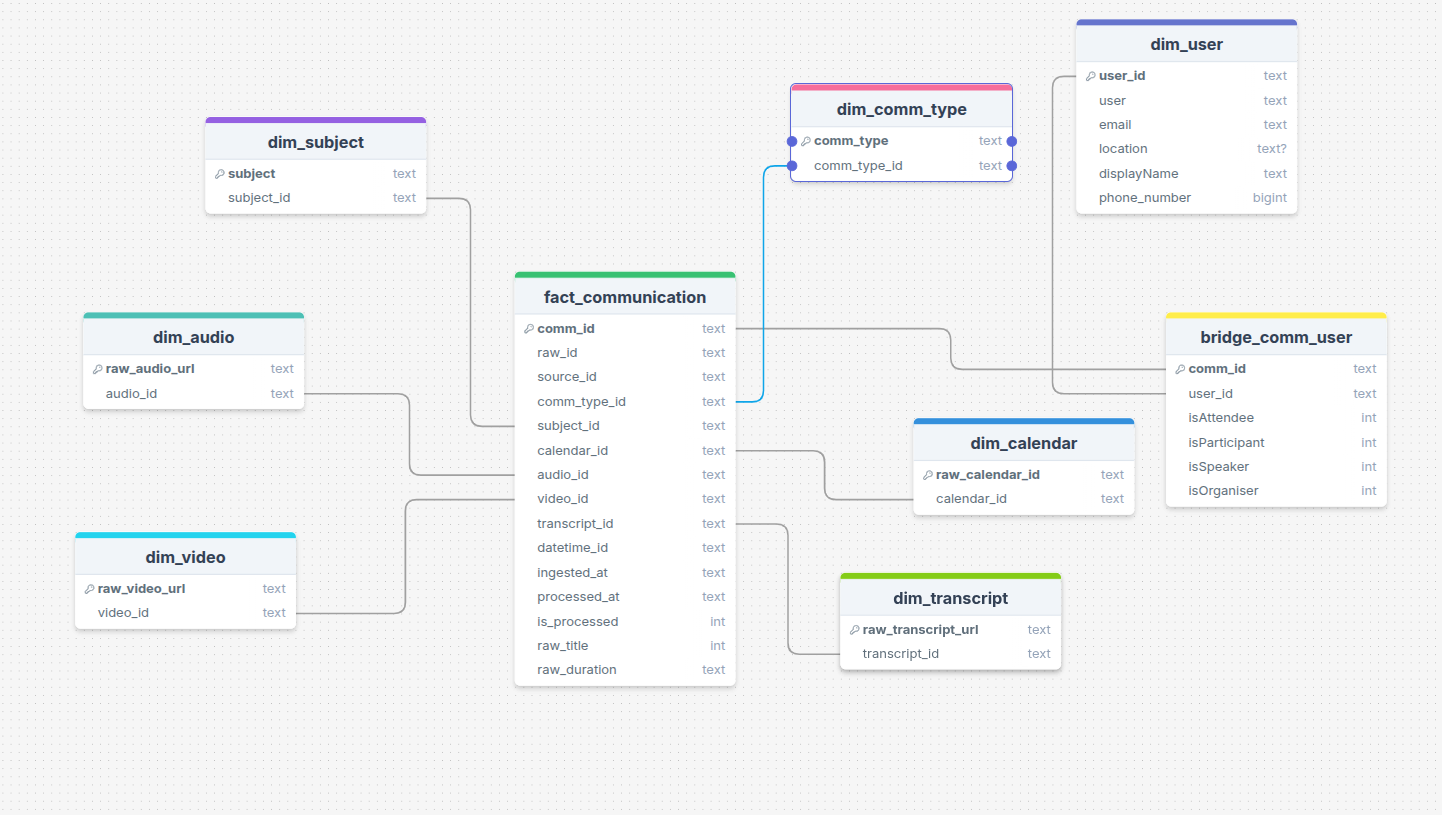 dim_user
user_id text
user text
email text
location text?
displayName text
phone_number bigint
dim_comm_type
comm_type text
comm_type_id text
dim_subject
subject text
subject_id text
fact_communication
comm_id text
raw_id text
source_id text
comm_type_id text
subject_id text
calendar_id text
audio_id text
video_id text
transcript_id text
datetime_id text
ingested_at text
processed_at text
is_processed int
raw_title int
raw_duration text
dim_audio
raw_audio_url text
audio_id text
bridge_comm_user
comm_id text
user_id text
isAttendee int
isParticipant int
isSpeaker int
isOrganiser int
dim_calendar
raw_calendar_id text
calendar_id text
dim_video
raw_video_url text
video_id text
dim_transcript
raw_transcript_url text
transcript_id text